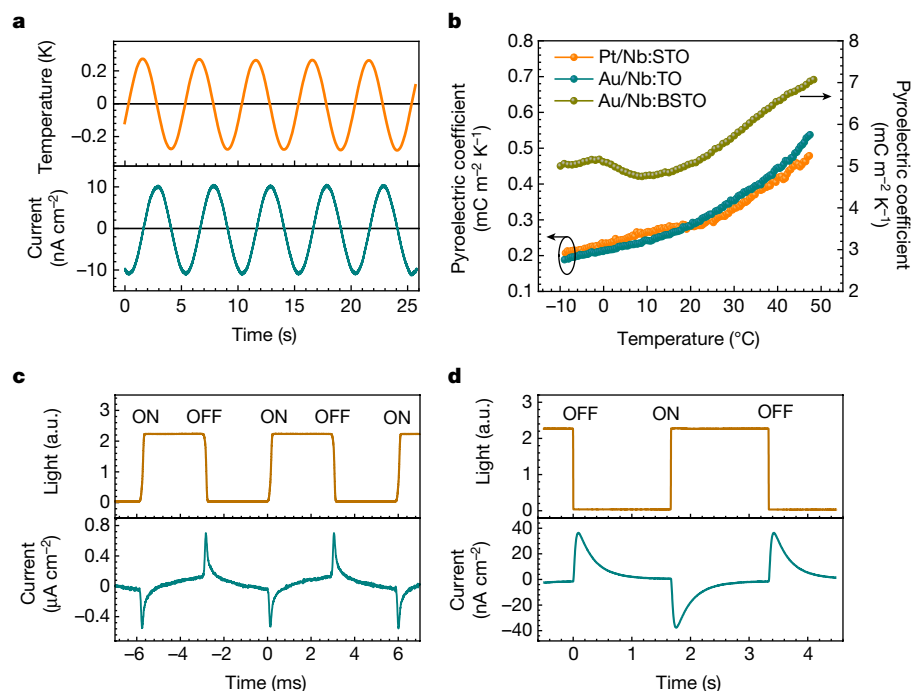 a
Temperature (K)
0.2
0
−0.2
Current
(nA cm−2)
10
0
−10
0 5 10 15 20 25
Time (s)
b
Pyroelectric coefficient
(mC m−2 K−1)
0.8
0.7
0.6
0.5
0.4
0.3
0.2
0.1
Pt/Nb:STO
Au/Nb:TO
Au/Nb:BSTO
8
7
6
5
4
3
2
Pyroelectric coefficient
(mC m−2 K−1)
−10 0 10 20 30 40 50
Temperature (°C)
c
Light (a.u.)
3
2
1
0
ON OFF ON OFF ON
Current
(μA cm−2)
0.8
0.4
0
−0.4
−6 −4 −2 0 2 4 6
Time (ms)
d
Light (a.u.)
3
2
1
0
OFF ON OFF
Current
(nA cm−2)
40
20
0
−20
−40
0 1 2 3 4
Time (s)